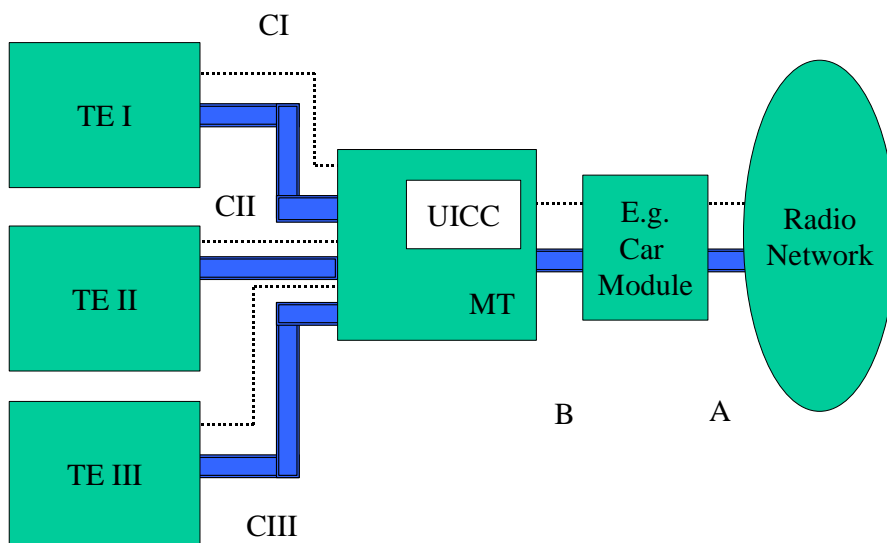 CI
TE I
CII
UICC
E.g.
Car
Module
Radio
Network
TE II
MT
B
A
TE III
CIII